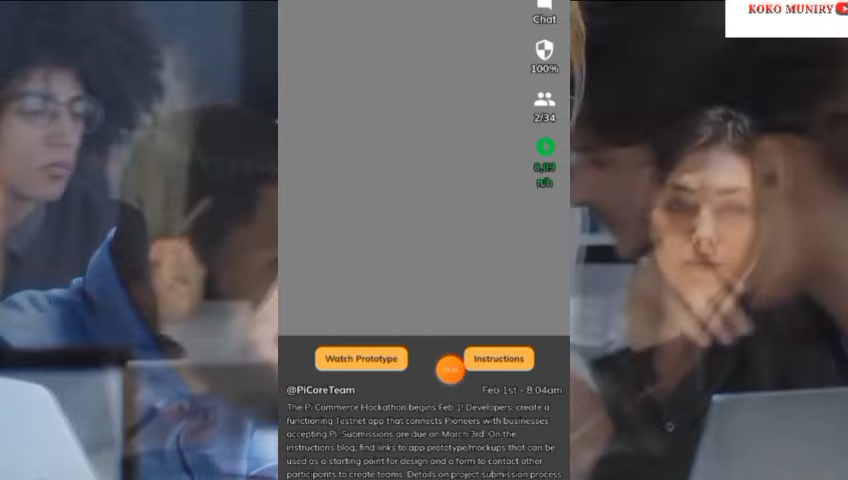 KOKO MUNIRY
Chat
100%
2/34
0,09
π/h
Watch Prototype
Instructions
@PiCoreTeam
Feb 1st - 8:04am
The Pi Commerce Hackathon begins Feb 1! Developers, create a
functioning Testnet app that connects Pioneers with businesses
accepting Pi. Submissions are due on March 3rd. On the
instructions blog, find links to app prototype/mockups that can be
used as a starting point for design and a form to contact other
participants to create teams. Details on project submission process